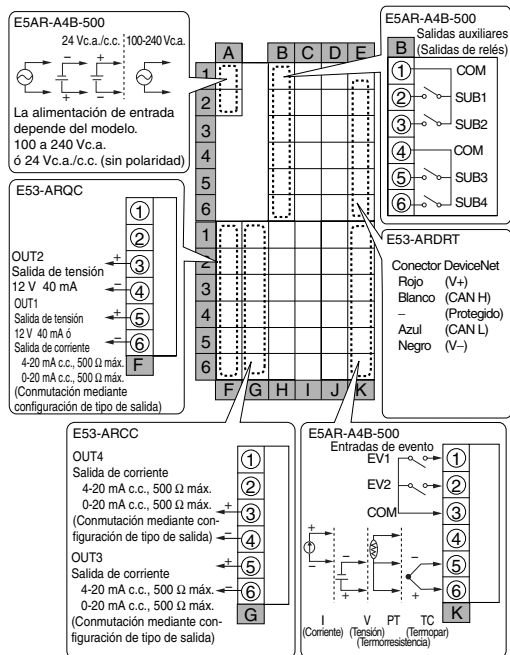 E5AR-A4B-500
24 Vc.a./c.c. 100-240 Vc.a.
La alimentación de entrada
depende del modelo.
100 a 240 Vc.a.
ó 24 Vc.a./c.c. (sin polaridad)
A B C D E
1
2
3
4
5
6
1
2
3
4
5
6
F G H I J K
E5AR-A4B-500
Salidas auxiliares
(Salidas de relés)
B
1 COM
2 SUB1
3 SUB2
4 COM
5 SUB3
6 SUB4
E53-ARQC
1
2
3
4
5
6
F
OUT2
Salida de tensión
12 V 40 mA
OUT1
Salida de tensión
12 V 40 mA ó
Salida de corriente
4-20 mA c.c., 500 Ω máx.
0-20 mA c.c., 500 Ω máx.
(Conmutación mediante
configuración de tipo de salida)
E53-ARDRT
Conector DeviceNet
Rojo (V+)
Blanco (CAN H)
– (Protegido)
Azul (CAN L)
Negro (V–)
E53-ARCC
OUT4
Salida de corriente
4-20 mA c.c., 500 Ω máx.
0-20 mA c.c., 500 Ω máx.
(Conmutación mediante con-
figuración de tipo de salida)
OUT3
Salida de corriente
4-20 mA c.c., 500 Ω máx.
0-20 mA c.c., 500 Ω máx.
(Conmutación mediante con-
figuración de tipo de salida)
1
2
3
4
5
6
G
E5AR-A4B-500
Entradas de evento
EV1 1
EV2 2
COM 3
4
5
6
K
I V PT TC
(Corriente) (Tensión) (Termopar)
(Termorresistencia)